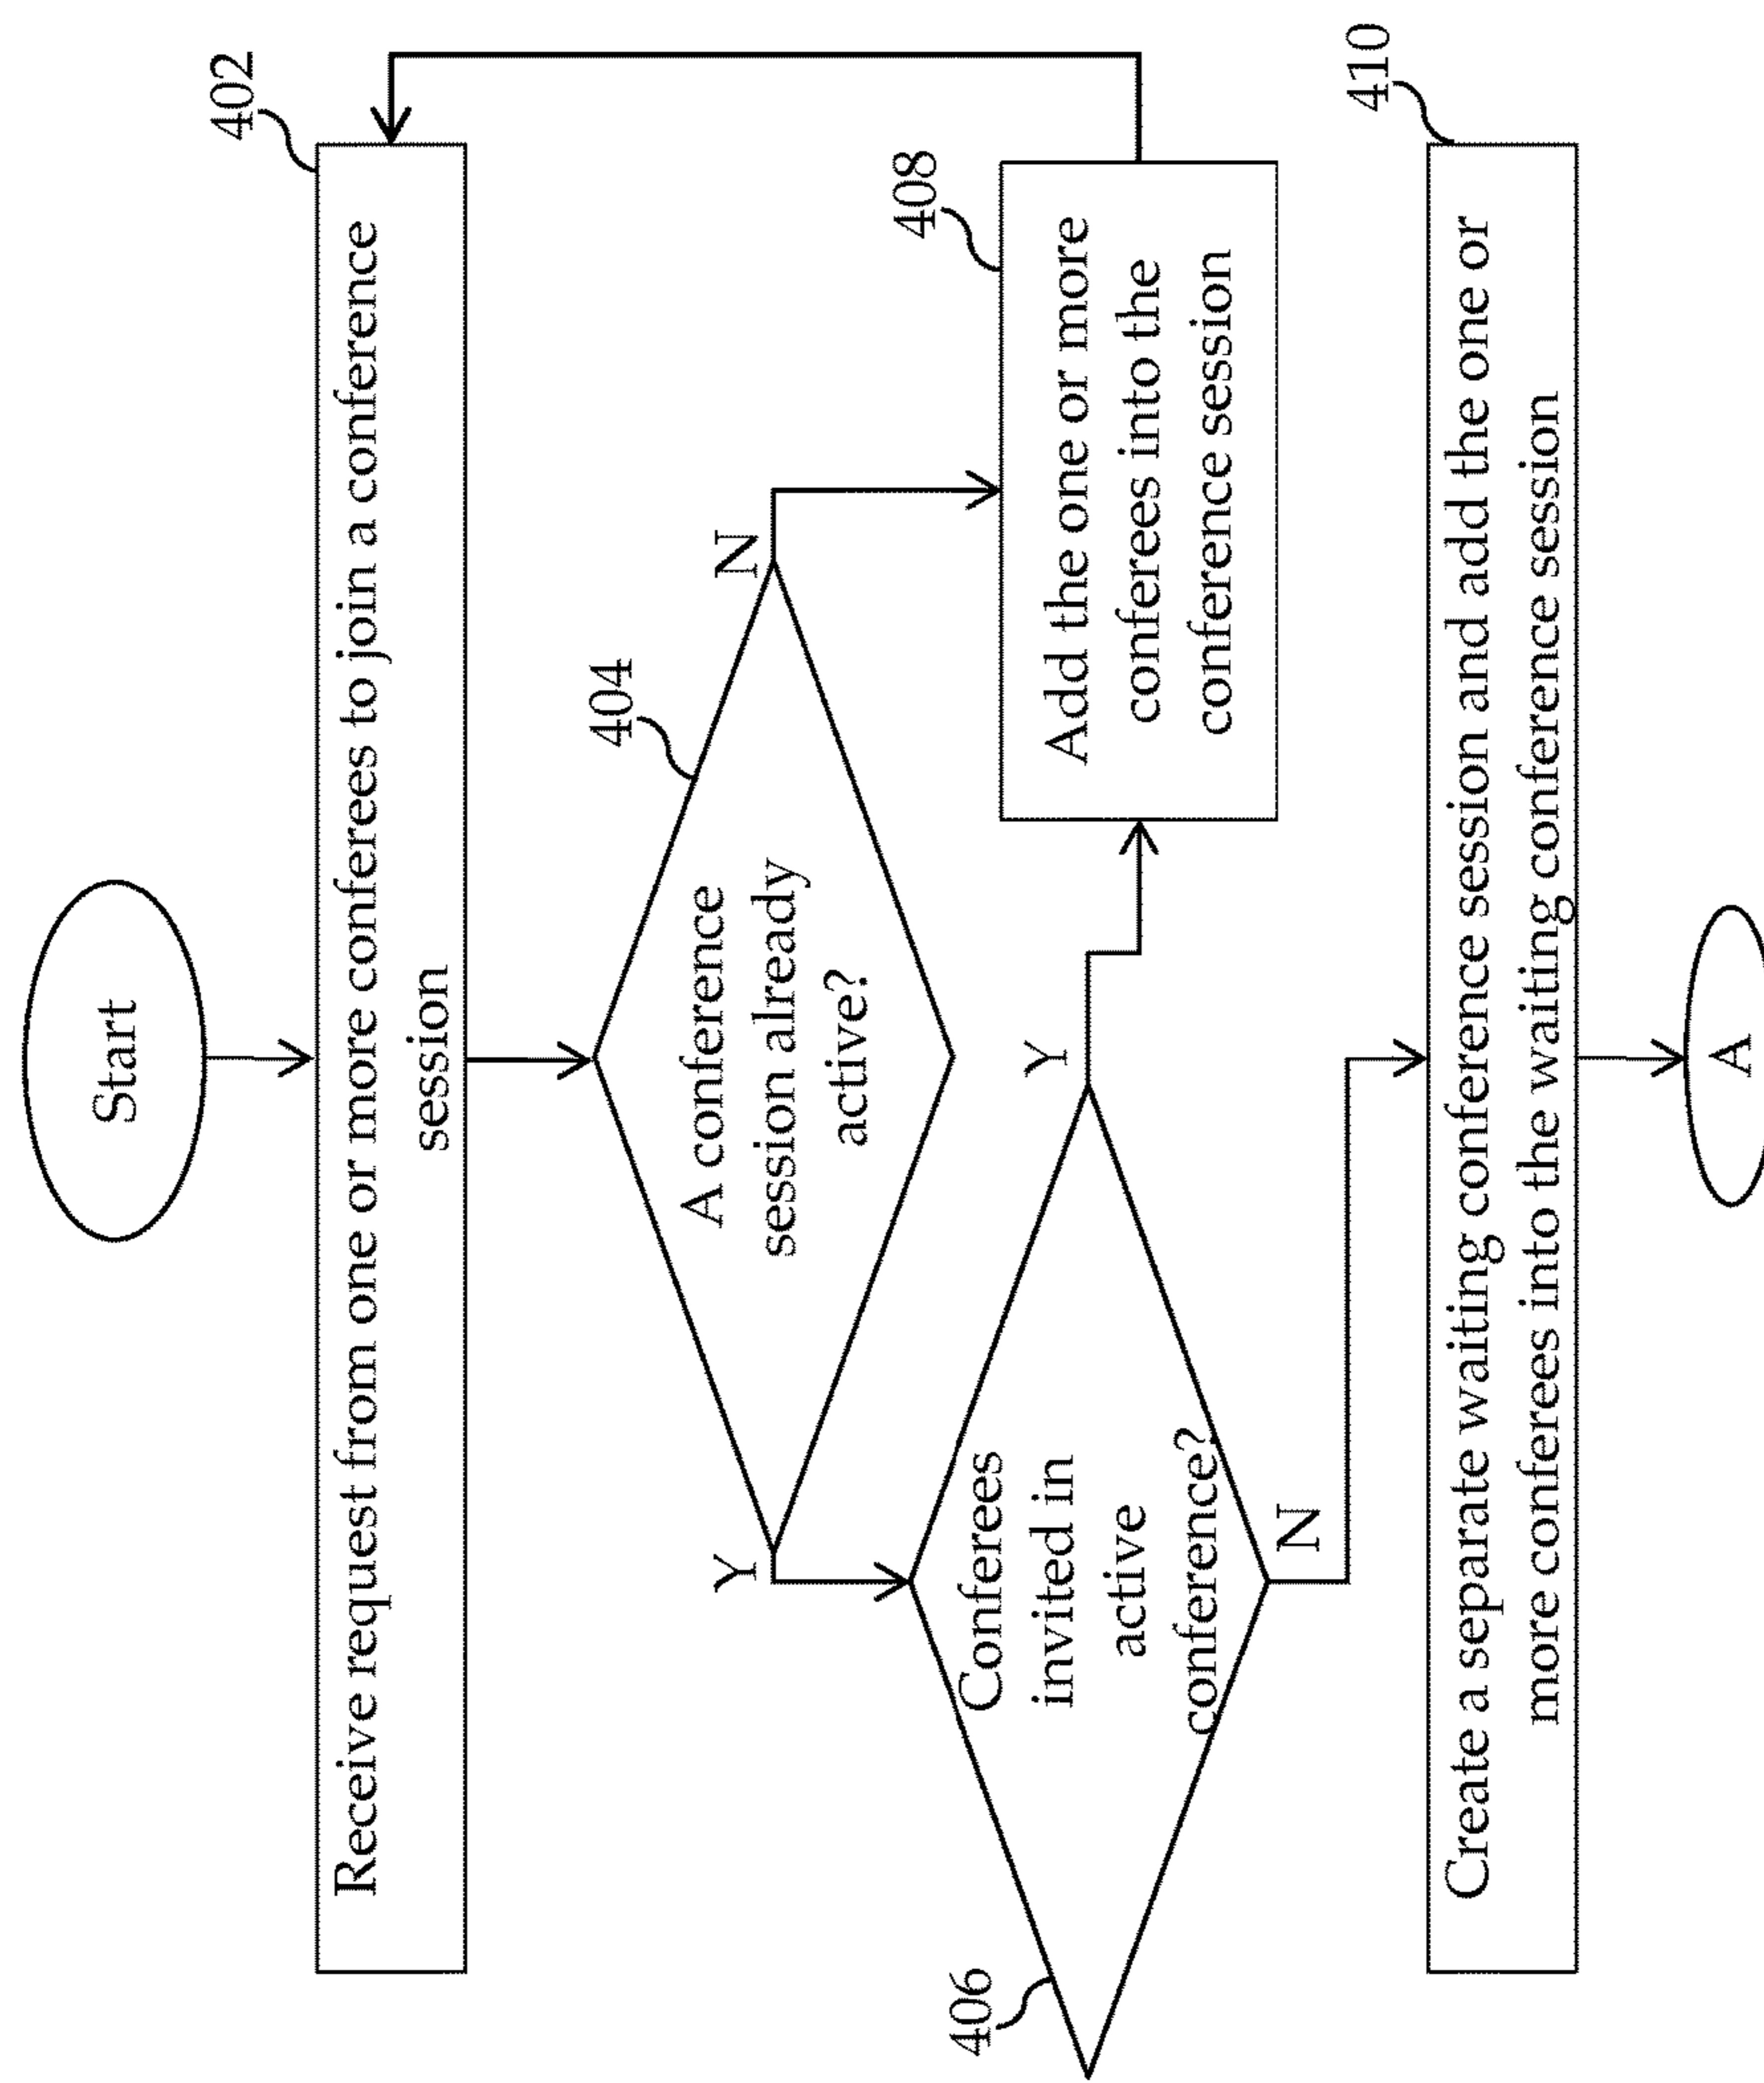 Start
402
Receive request from one or more conferees to join a conference
session
404
A conference
session already
active?
Y
N
406
Conferees
invited in
active
conference?
Y
N
408
Add the one or more
conferees into the
conference session
410
Create a separate waiting conference session and add the one or
more conferees into the waiting conference session
A